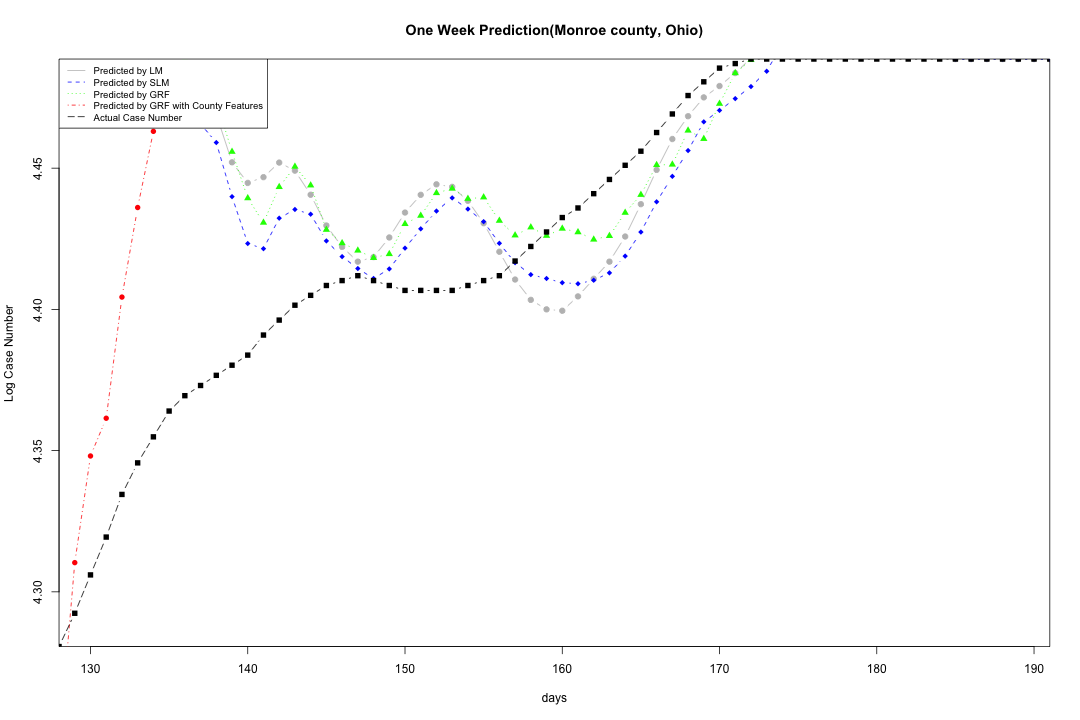 One Week Prediction(Monroe county, Ohio)
Predicted by LM
Predicted by SLM
Predicted by GRF
Predicted by GRF with County Features
Actual Case Number
4.45
4.40
4.35
4.30
Log Case Number
130 140 150 160 170 180 190
days